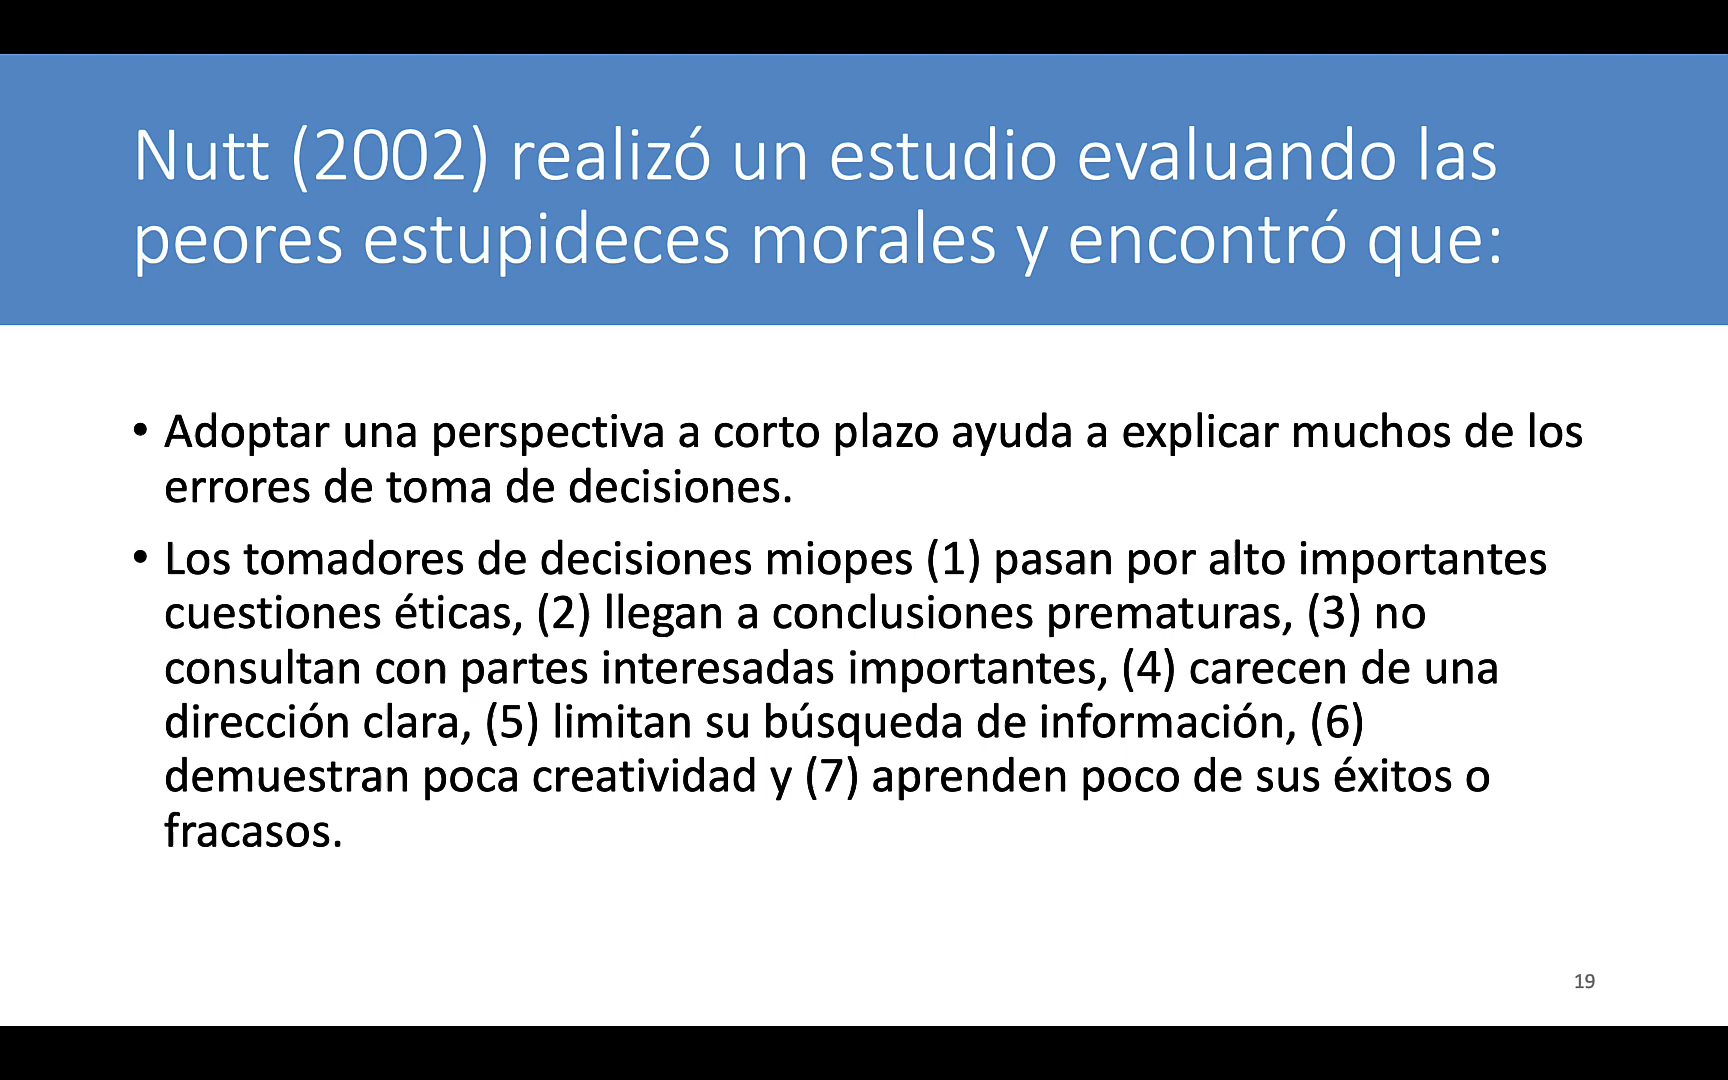 Nutt (2002) realizó un estudio evaluando las
peores estupideces morales y encontró que:
• Adoptar una perspectiva a corto plazo ayuda a explicar muchos de los
errores de toma de decisiones.
• Los tomadores de decisiones miopes (1) pasan por alto importantes
cuestiones éticas, (2) llegan a conclusiones prematuras, (3) no
consultan con partes interesadas importantes, (4) carecen de una
dirección clara, (5) limitan su búsqueda de información, (6)
demuestran poca creatividad y (7) aprenden poco de sus éxitos o
fracasos.
19